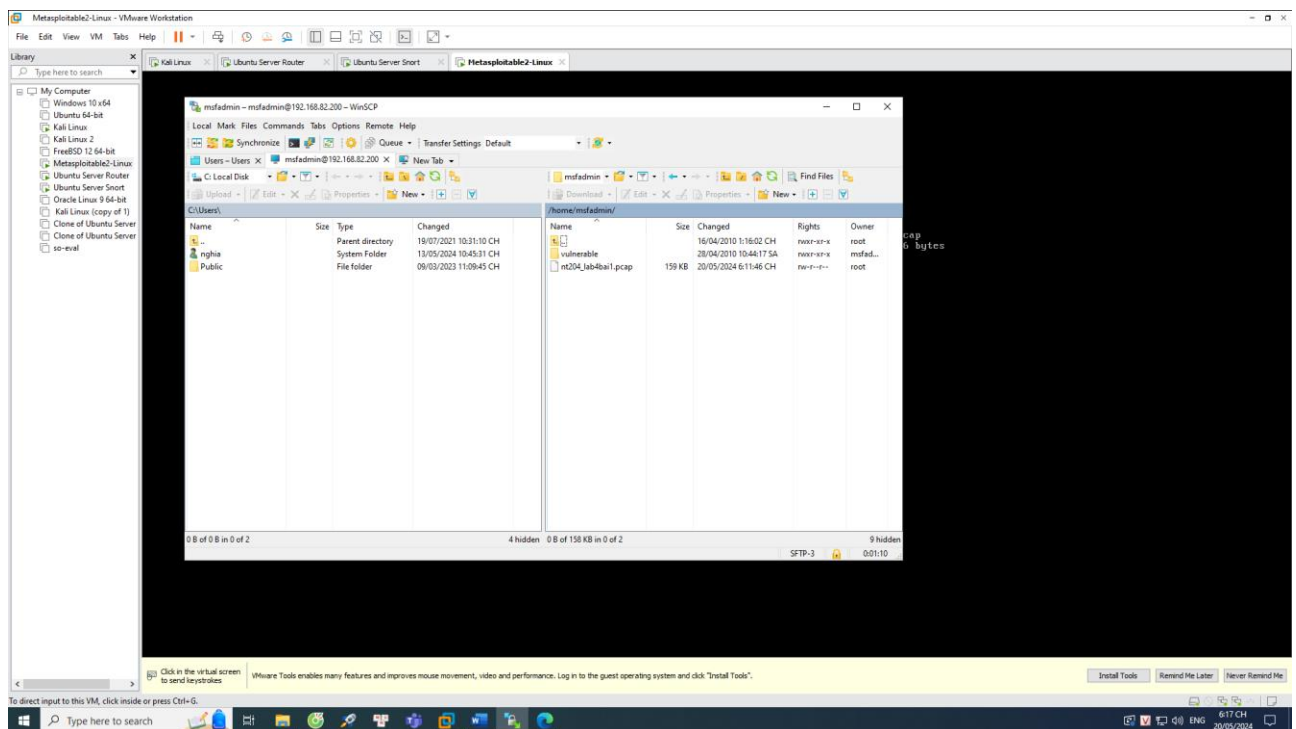 Metasploitable2-Linux - VMware Workstation
File Edit View VM Tabs Help
Library
Type here to search
My Computer
Windows 10 x64
Ubuntu 64-bit
Kali Linux
Kali Linux 2
FreeBSD 12 64-bit
Metasploitable2-Linux
Ubuntu Server Router
Ubuntu Server Snort
Oracle Linux 9 64-bit
Kali Linux (copy of 1)
Clone of Ubuntu Server
Clone of Ubuntu Server
so-eval
Kali Linux Ubuntu Server Router Ubuntu Server Snort Metasploitable2-Linux
msfadmin – msfadmin@192.168.82.200 – WinSCP
Local Mark Files Commands Tabs Options Remote Help
Synchronize Queue Transfer Settings Default
Users – Users msfadmin@192.168.82.200 New Tab
C: Local Disk
Upload Edit Properties New
C:\Users\
Name Size Type Changed
.. Parent directory 19/07/2021 10:31:10 CH
nghia System Folder 13/05/2024 10:45:31 CH
Public File folder 09/03/2023 11:09:45 CH
0 B of 0 B in 0 of 2 4 hidden
msfadmin Find Files
Download Edit Properties New
/home/msfadmin/
Name Size Changed Rights Owner
.. 16/04/2010 1:16:02 CH rwxr-xr-x root
vulnerable 28/04/2010 10:44:17 SA rwxr-xr-x msfad...
nt204_lab4bai1.pcap 159 KB 20/05/2024 6:11:46 CH rw-r--r-- root
0 B of 158 KB in 0 of 2 9 hidden
SFTP-3 0:01:10
cap
6 bytes
Click in the virtual screen
to send keystrokes
VMware Tools enables many features and improves mouse movement, video and performance. Log in to the guest operating system and click "Install Tools".
Install Tools Remind Me Later Never Remind Me
To direct input to this VM, click inside or press Ctrl+G.
Type here to search
ENG
6:17 CH
20/05/2024